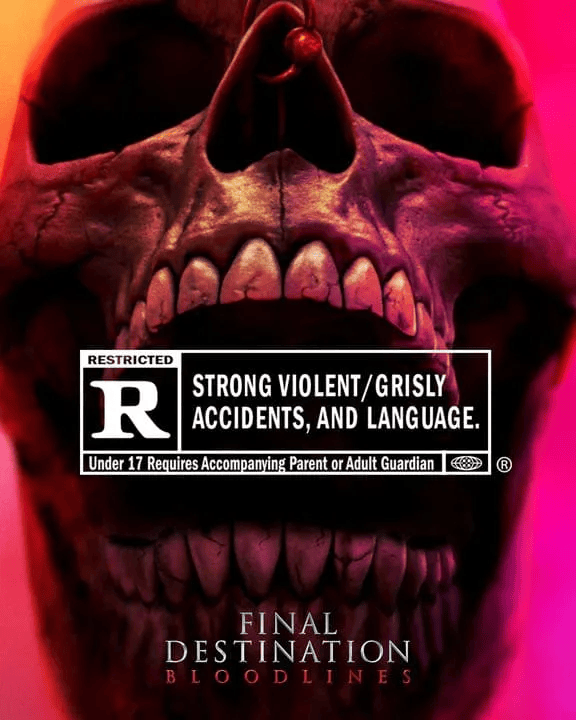 RESTRICTED
R
STRONG VIOLENT/GRISLY
ACCIDENTS, AND LANGUAGE.
Under 17 Requires Accompanying Parent or Adult Guardian
®
FINAL
DESTINATION
BLOODLINES